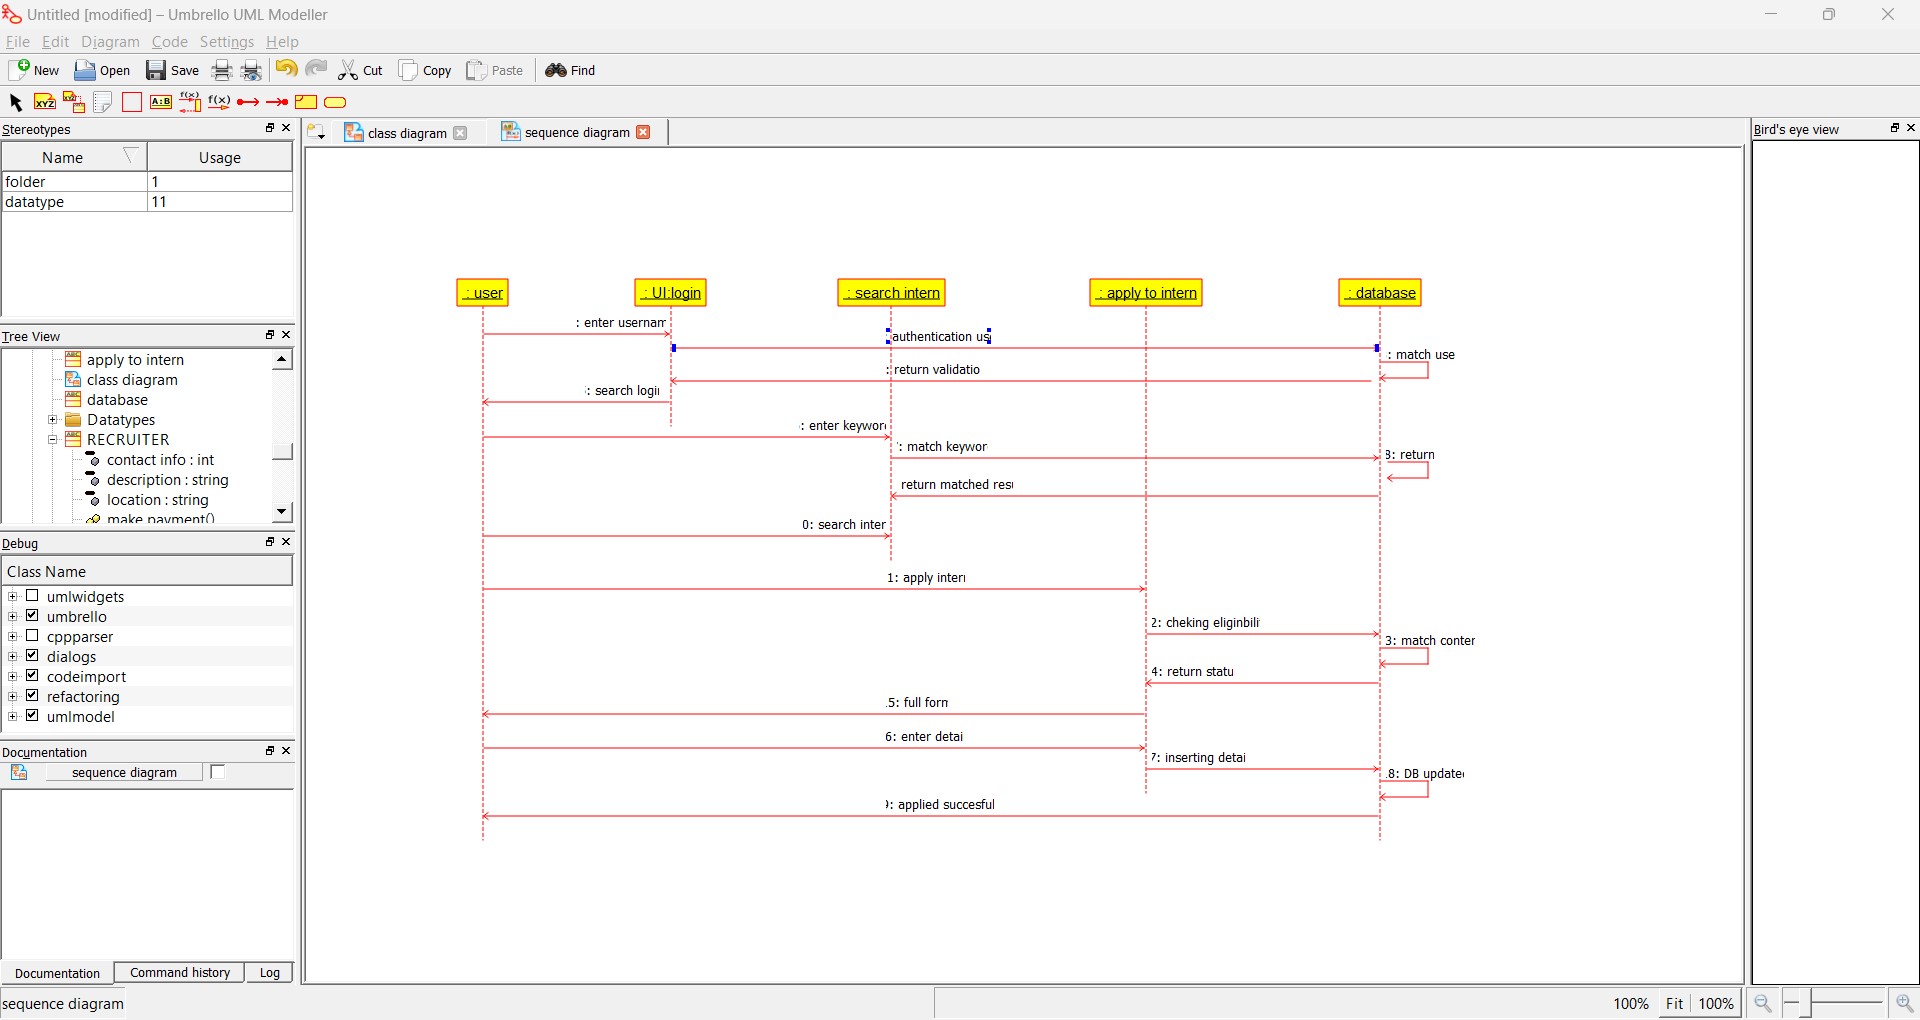 Untitled [modified] – Umbrello UML Modeller
File Edit Diagram Code Settings Help
New Open Save Cut Copy Paste Find
XYZ A:B f(x) f(x)
Stereotypes
Name Usage
folder 1
datatype 11
Tree View
apply to intern
class diagram
database
Datatypes
RECRUITER
contact info : int
description : string
location : string
make payment()
Debug
Class Name
umlwidgets
umbrello
cppparser
dialogs
codeimport
refactoring
umlmodel
Documentation
sequence diagram
Documentation Command history Log
sequence diagram
class diagram sequence diagram
: user : UI:login : search intern : apply to intern : database
: enter usernam
authentication us
: match use
: return validatio
: search logi
: enter keywor
: match keywor
8: return
return matched res
0: search inter
1: apply inter
2: cheking eliginbili
3: match conter
4: return statu
5: full forn
6: enter detai
7: inserting detai
8: DB update
: applied succesful
Bird's eye view
100% Fit 100%